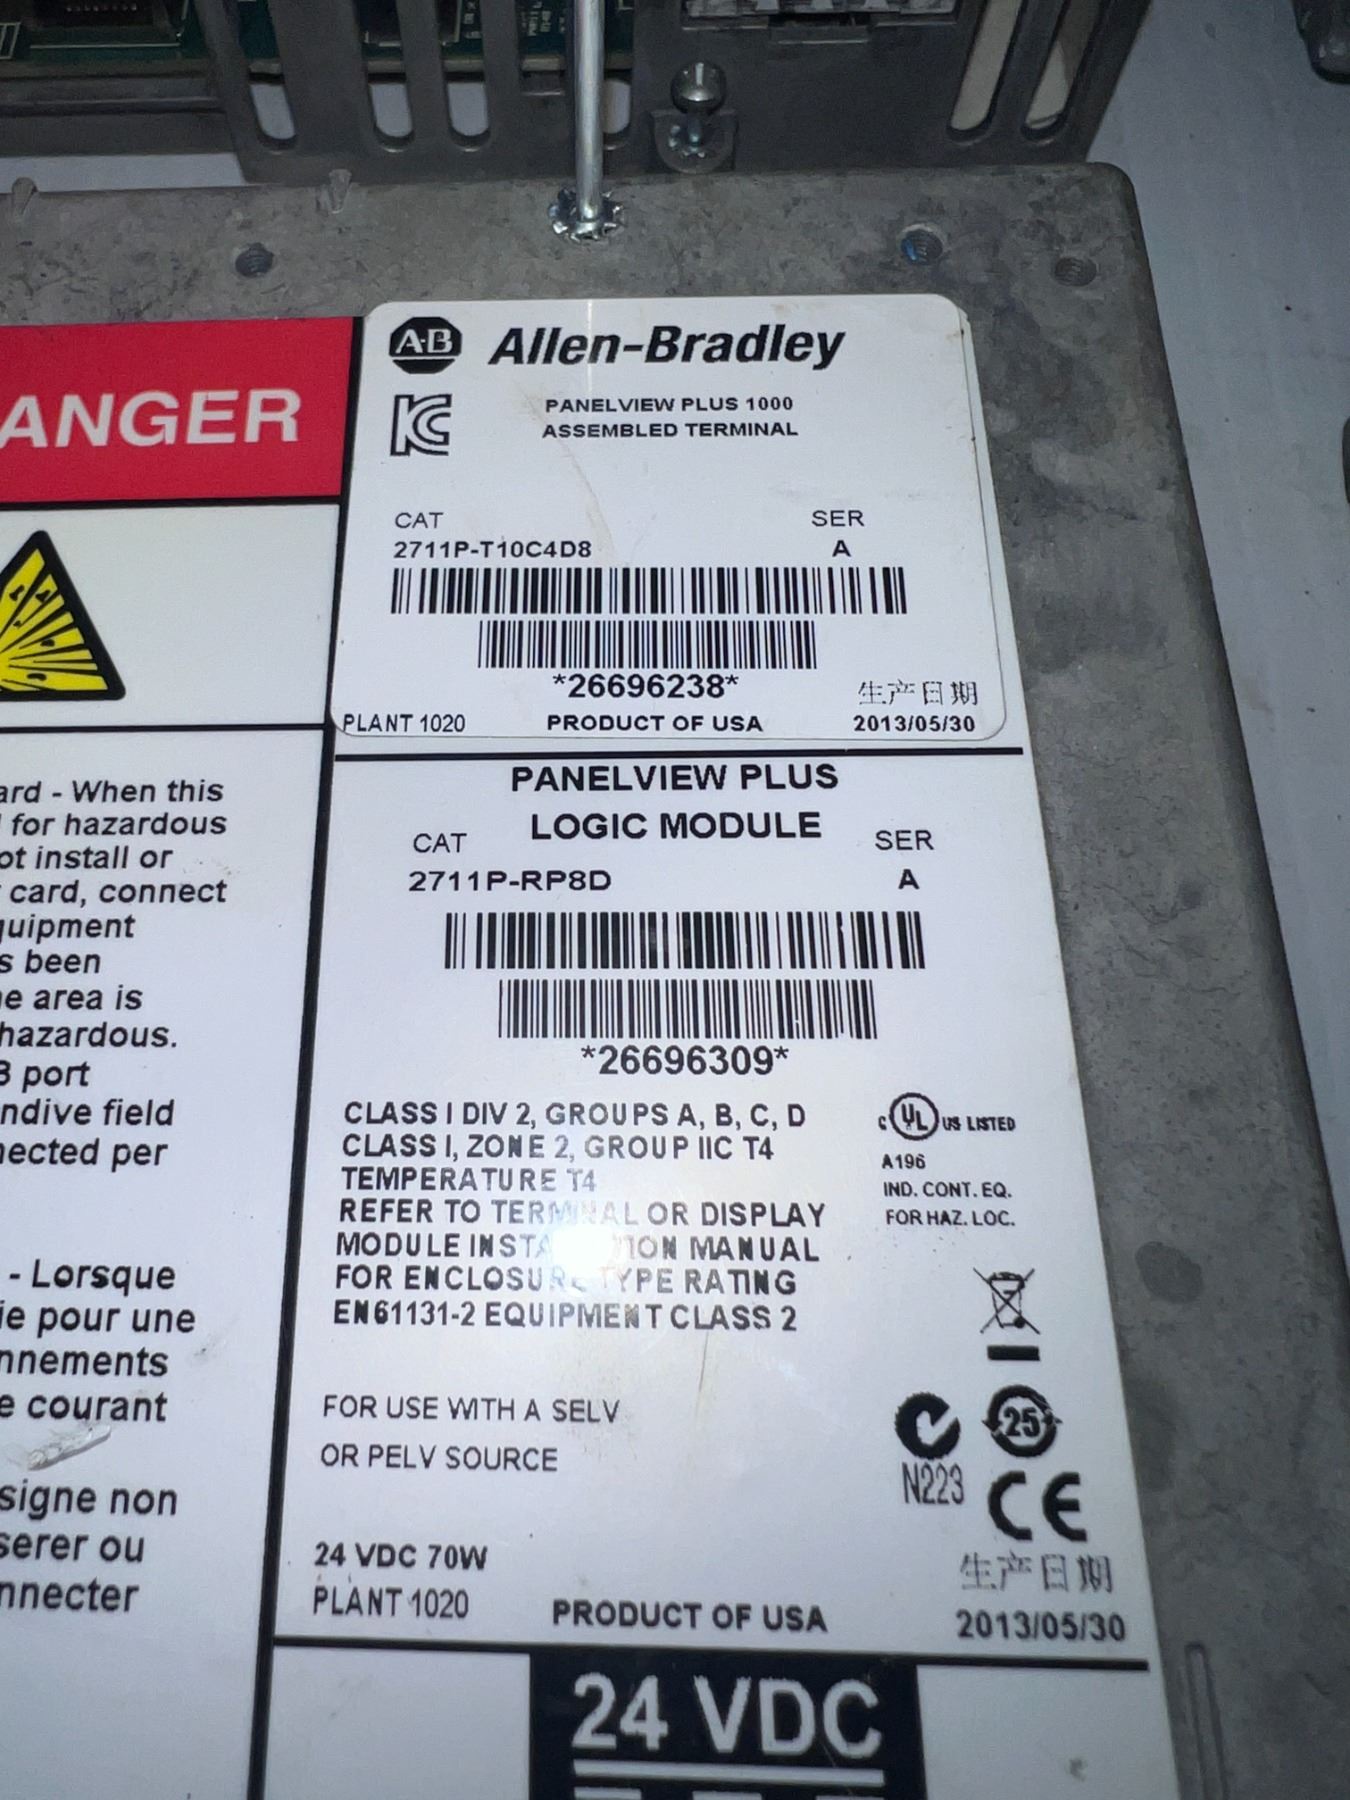 A-B Allen-Bradley
PANELVIEW PLUS 1000
ASSEMBLED TERMINAL
CAT SER
2711P-T10C4D8 A
*26696238*
生产日期
PLANT 1020 PRODUCT OF USA 2013/05/30
PANELVIEW PLUS
LOGIC MODULE
CAT SER
2711P-RP8D A
*26696309*
CLASS I DIV 2, GROUPS A, B, C, D
CLASS I, ZONE 2, GROUP IIC T4
TEMPERATURE T4
REFER TO TERMINAL OR DISPLAY
MODULE INSTALLATION MANUAL
FOR ENCLOSURE TYPE RATING
EN61131-2 EQUIPMENT CLASS 2
C UL US LISTED
A196
IND. CONT. EQ.
FOR HAZ. LOC.
FOR USE WITH A SELV
OR PELV SOURCE
25
N223
CE
24 VDC 70W
生产日期
PLANT 1020 PRODUCT OF USA 2013/05/30
24 VDC
ANGER
ard - When this
for hazardous
ot install or
card, connect
quipment
s been
e area is
hazardous.
B port
ndive field
nected per
- Lorsque
ie pour une
nnements
e courant
signe non
serer ou
nnecter